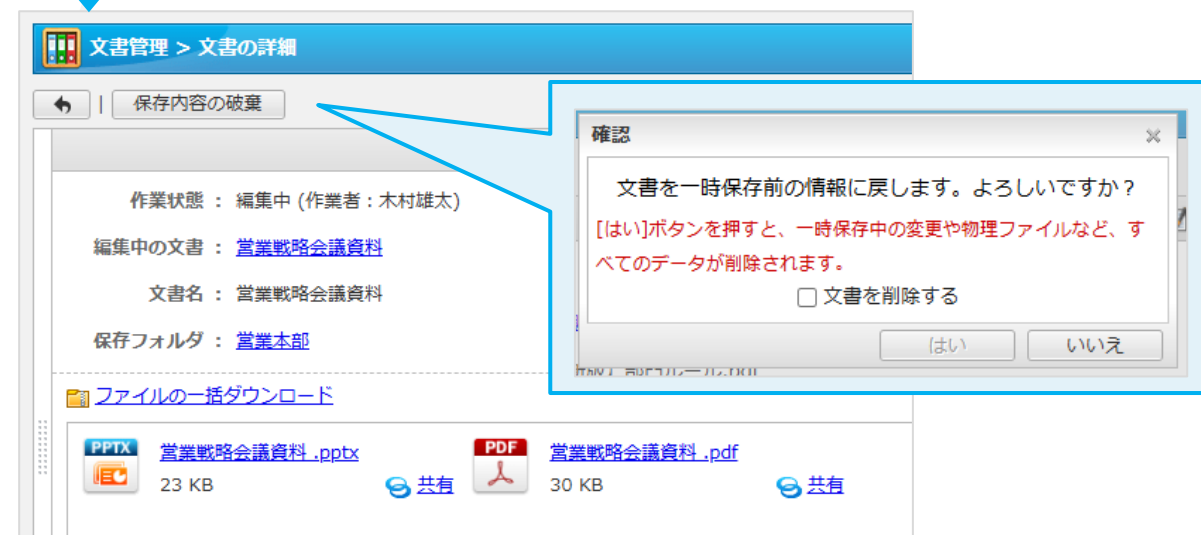 文書管理 > 文書の詳細
保存内容の破棄
確認
文書を一時保存前の情報に戻します。よろしいですか？
[はい]ボタンを押すと、一時保存中の変更や物理ファイルなど、す
べてのデータが削除されます。
文書を削除する
はい いいえ
作業状態 ： 編集中 (作業者：木村雄太)
編集中の文書 ： 営業戦略会議資料
文書名 ： 営業戦略会議資料
保存フォルダ ： 営業本部
ファイルの一括ダウンロード
PPTX 営業戦略会議資料 .pptx
23 KB 共有
PDF 営業戦略会議資料 .pdf
30 KB 共有